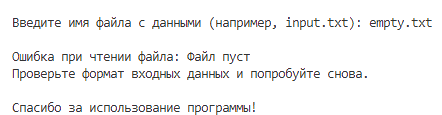 Введите имя файла с данными (например, input.txt): empty.txt
Ошибка при чтении файла: Файл пуст
Проверьте формат входных данных и попробуйте снова.
Спасибо за использование программы!